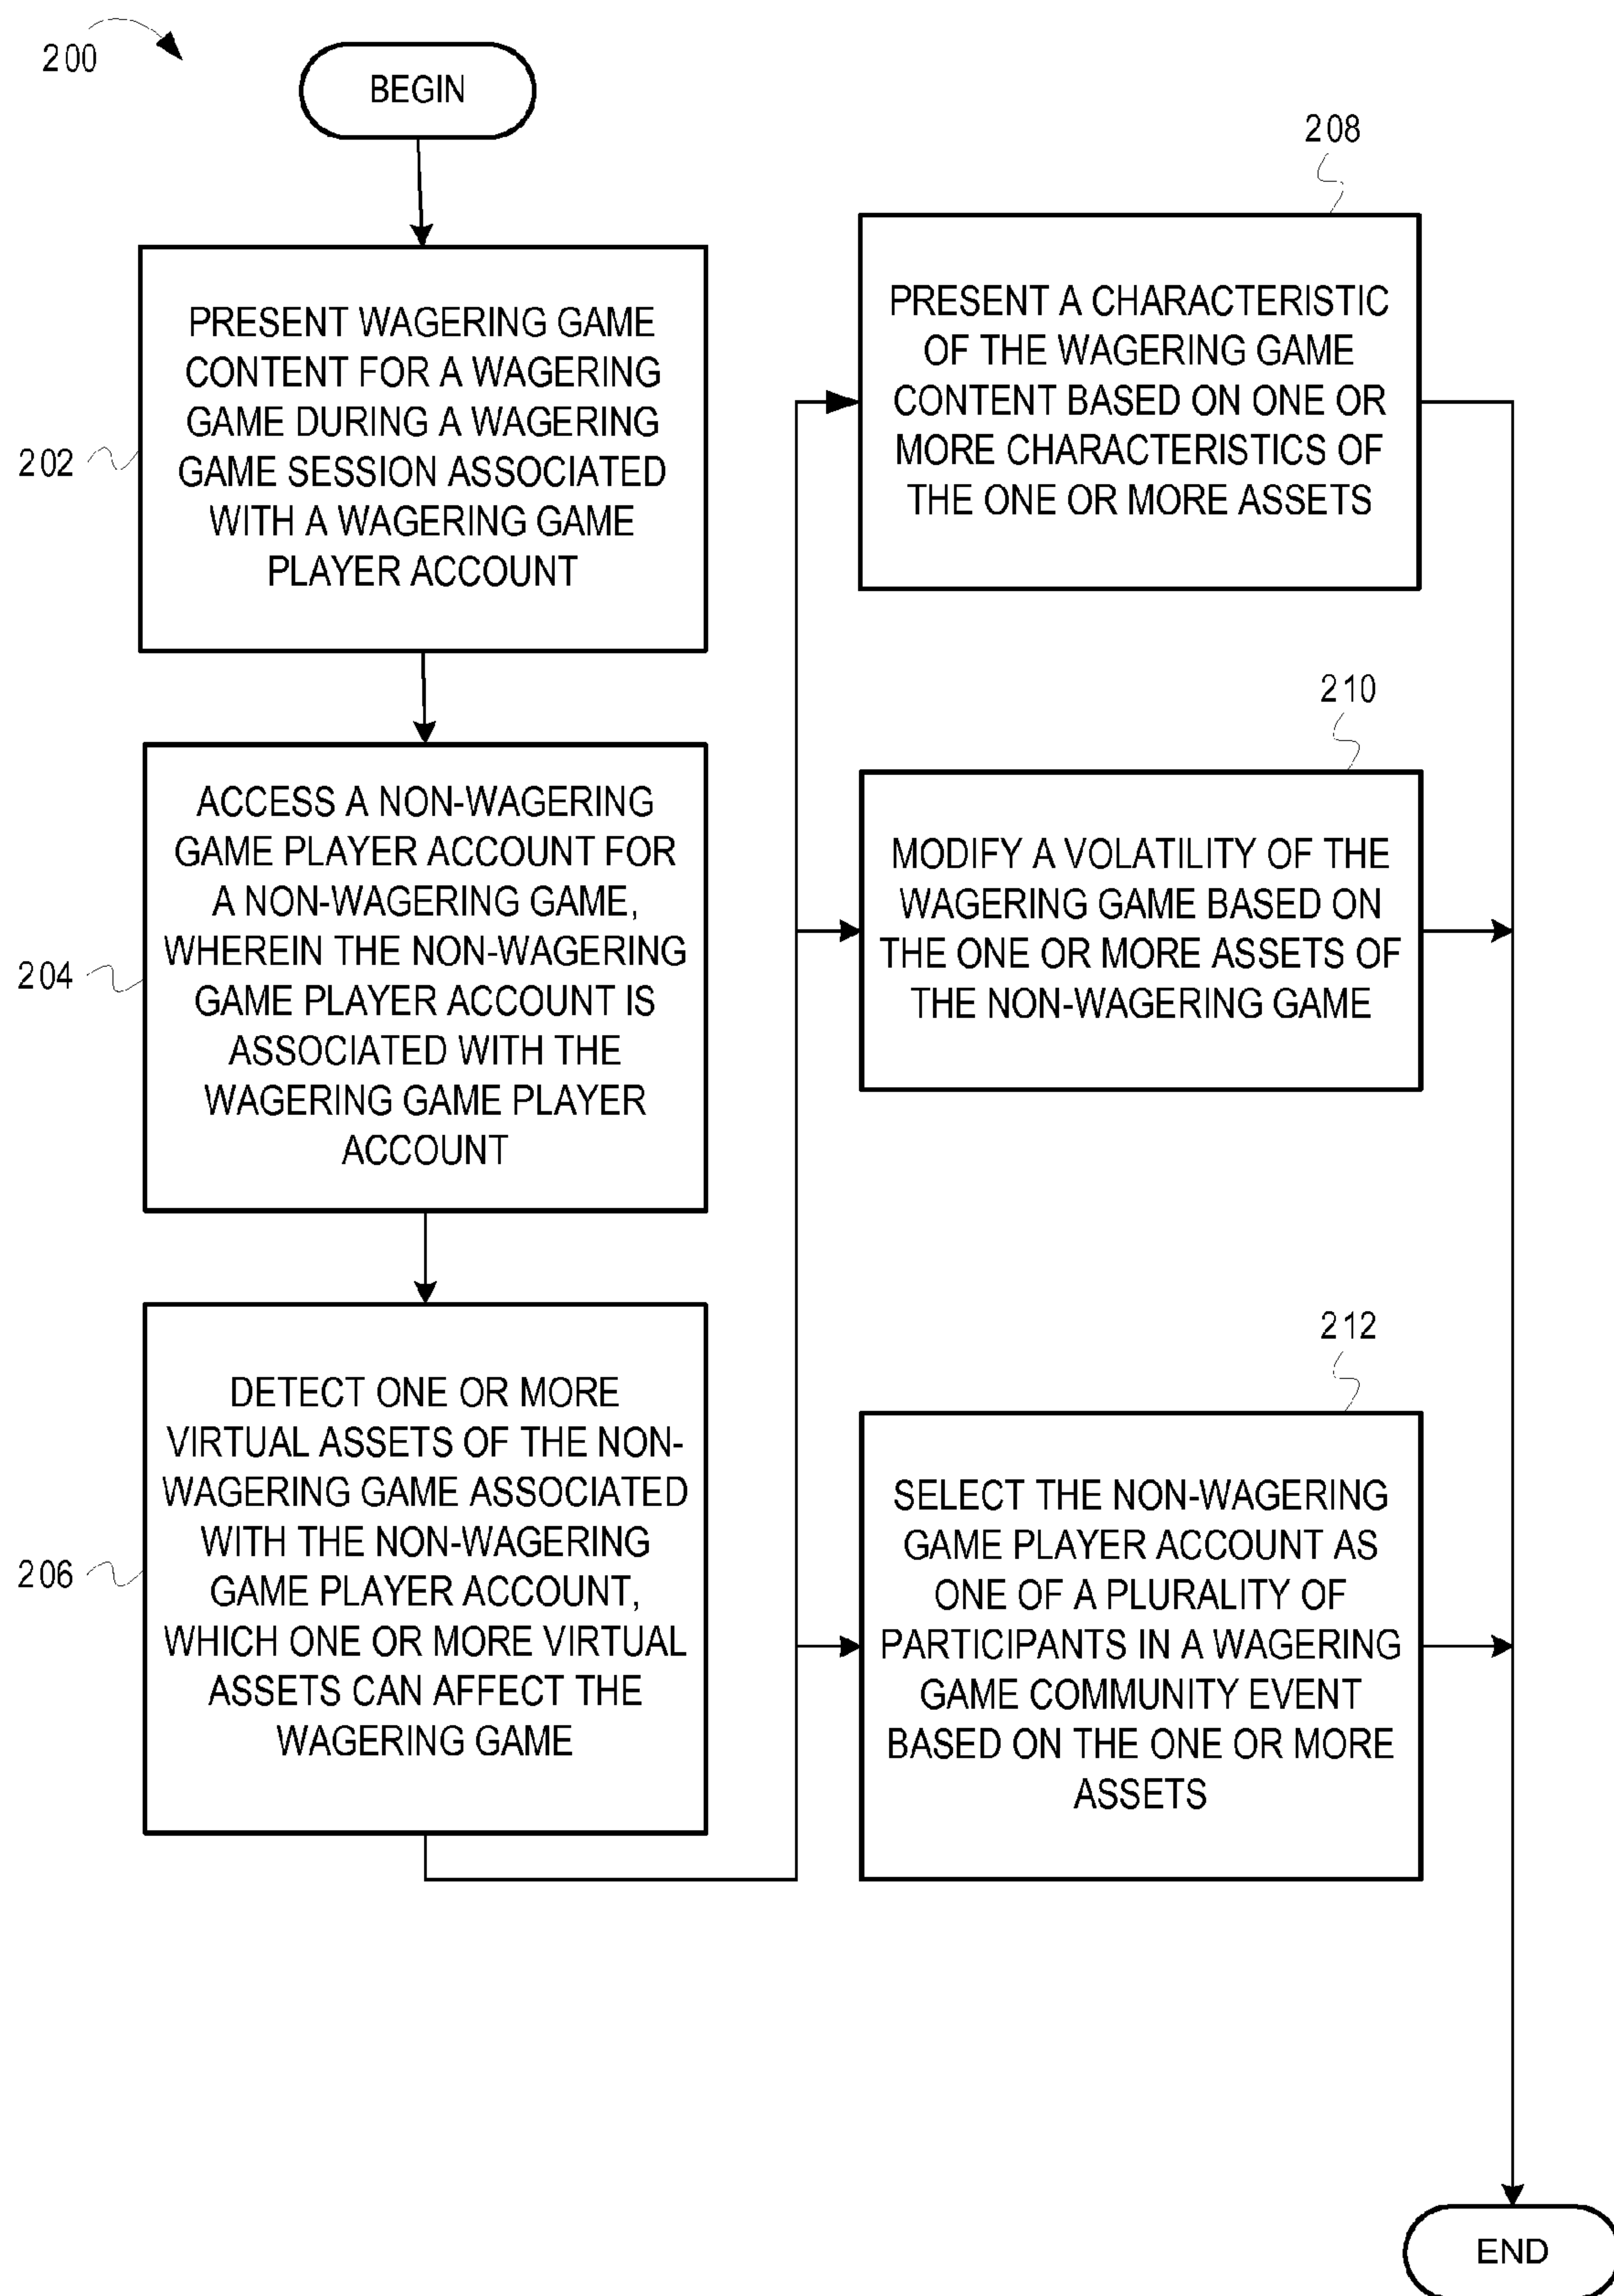 200
BEGIN
202
PRESENT WAGERING GAME
CONTENT FOR A WAGERING
GAME DURING A WAGERING
GAME SESSION ASSOCIATED
WITH A WAGERING GAME
PLAYER ACCOUNT
204
ACCESS A NON-WAGERING
GAME PLAYER ACCOUNT FOR
A NON-WAGERING GAME,
WHEREIN THE NON-WAGERING
GAME PLAYER ACCOUNT IS
ASSOCIATED WITH THE
WAGERING GAME PLAYER
ACCOUNT
206
DETECT ONE OR MORE
VIRTUAL ASSETS OF THE NON-
WAGERING GAME ASSOCIATED
WITH THE NON-WAGERING
GAME PLAYER ACCOUNT,
WHICH ONE OR MORE VIRTUAL
ASSETS CAN AFFECT THE
WAGERING GAME
208
PRESENT A CHARACTERISTIC
OF THE WAGERING GAME
CONTENT BASED ON ONE OR
MORE CHARACTERISTICS OF
THE ONE OR MORE ASSETS
210
MODIFY A VOLATILITY OF THE
WAGERING GAME BASED ON
THE ONE OR MORE ASSETS OF
THE NON-WAGERING GAME
212
SELECT THE NON-WAGERING
GAME PLAYER ACCOUNT AS
ONE OF A PLURALITY OF
PARTICIPANTS IN A WAGERING
GAME COMMUNITY EVENT
BASED ON THE ONE OR MORE
ASSETS
END